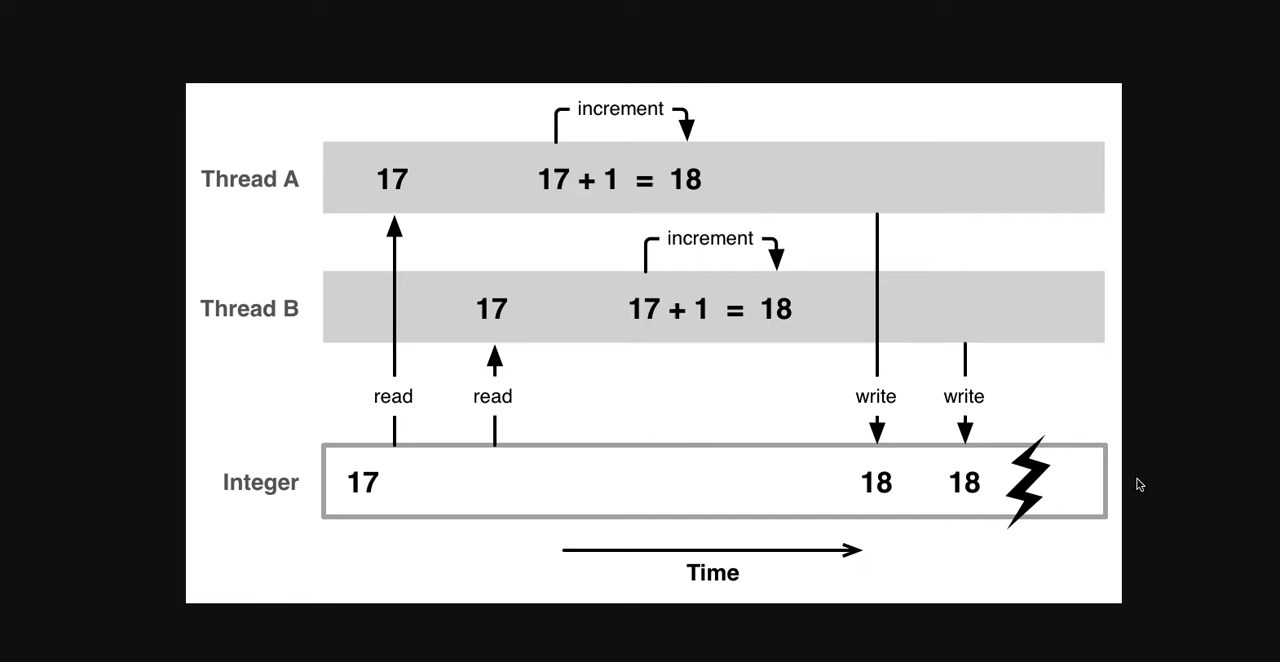 increment
Thread A 17 17 + 1 = 18
increment
Thread B 17 17 + 1 = 18
read read write write
Integer 17 18 18
Time